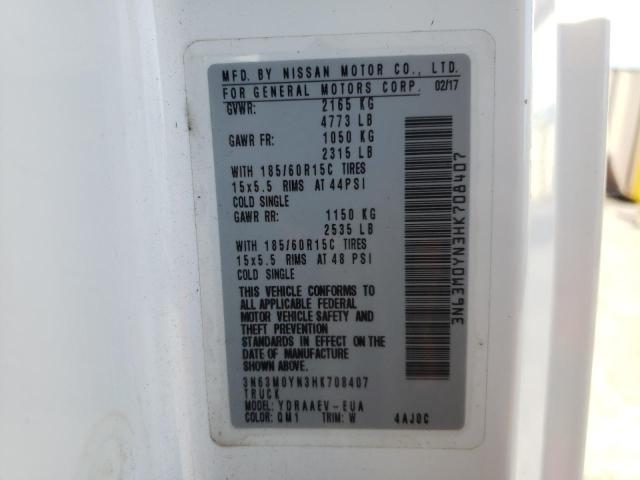 MFD. BY NISSAN MOTOR CO., LTD.
FOR GENERAL MOTORS CORP. 02/17
GVWR: 2165 KG
4773 LB
GAWR FR: 1050 KG
2315 LB
WITH 185/60R15C TIRES
15x5.5 RIMS AT 44PSI
COLD SINGLE
GAWR RR: 1150 KG
2535 LB
WITH 185/60R15C TIRES
15x5.5 RIMS AT 48 PSI
COLD SINGLE
THIS VEHICLE CONFORMS TO
ALL APPLICABLE FEDERAL
MOTOR VEHICLE SAFETY AND
THEFT PREVENTION
STANDARDS IN EFFECT ON THE
DATE OF MANUFACTURE
SHOWN ABOVE.
3N63M0YN3HK708407
TRUCK
MODEL: YDRAAEV-EUA
COLOR: QM1 TRIM: W 4AJ0C
3N63M0YN3HK708407